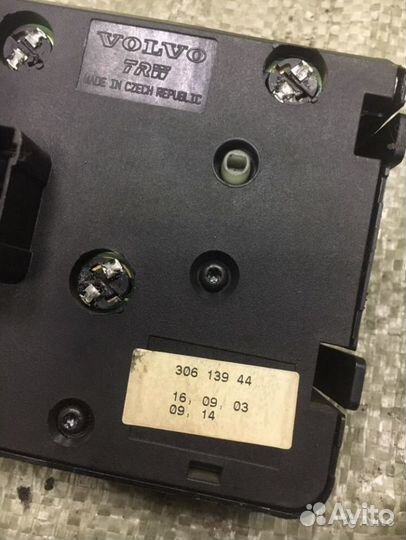 VOLVO
TRW
MADE IN CZECH REPUBLIC
306 139 44
16, 09, 03
09, 14
Avito